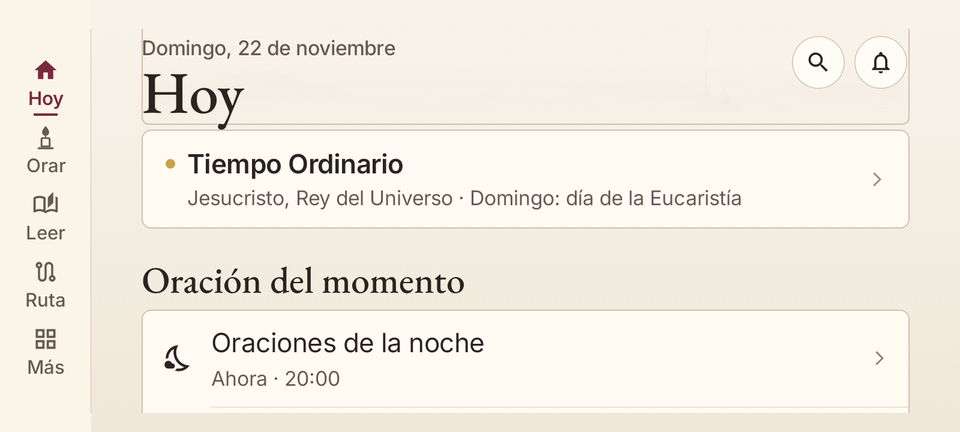 Domingo, 22 de noviembre
Hoy
Hoy
Orar
Leer
Ruta
Más
Tiempo Ordinario
Jesucristo, Rey del Universo · Domingo: día de la Eucaristía
Oración del momento
Oraciones de la noche
Ahora · 20:00